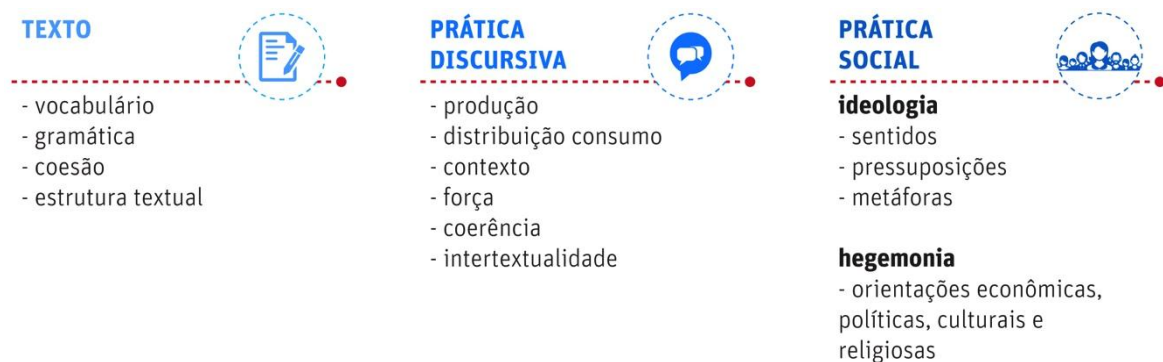 TEXTO
- vocabulário
- gramática
- coesão
- estrutura textual
PRÁTICA
DISCURSIVA
- produção
- distribuição consumo
- contexto
- força
- coerência
- intertextualidade
PRÁTICA
SOCIAL
ideologia
- sentidos
- pressuposições
- metáforas
hegemonia
- orientações econômicas,
políticas, culturais e
religiosas